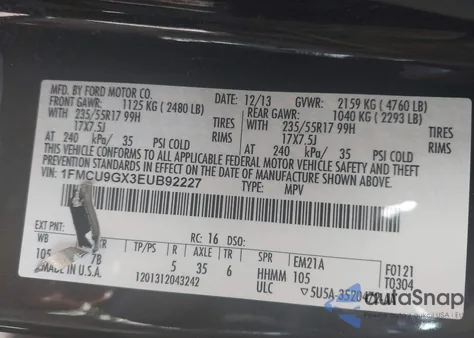 MFD. BY FORD MOTOR CO. 12/13 GVWR: 2159 KG (4760 LB)
FRONT GAWR: 1125 KG (2480 LB) REAR GAWR: 1040 KG (2293 LB)
WITH 235/55R17 99H WITH 235/55R17 99H
17X7.5J 17X7.5J
AT 240 kPa/ 35 PSI COLD AT 240 kPa/ 35 PSI COLD
THIS VEHICLE CONFORMS TO ALL APPLICABLE FEDERAL MOTOR VEHICLE SAFETY AND THEFT
PREVENTION STANDARDS IN EFFECT ON THE DATE OF MANUFACTURE SHOWN ABOVE.
VIN: 1FMCU9GX3EUB92227 TYPE: MPV
EXT PNT: RC: 16 DSO:
WB TP/PS R AXLE TR SPR EM21A F0121
105 7B 5 35 6 HHMM 105 T0304
MADE IN U.S.A. 1201312043242 ULC
autaSnap